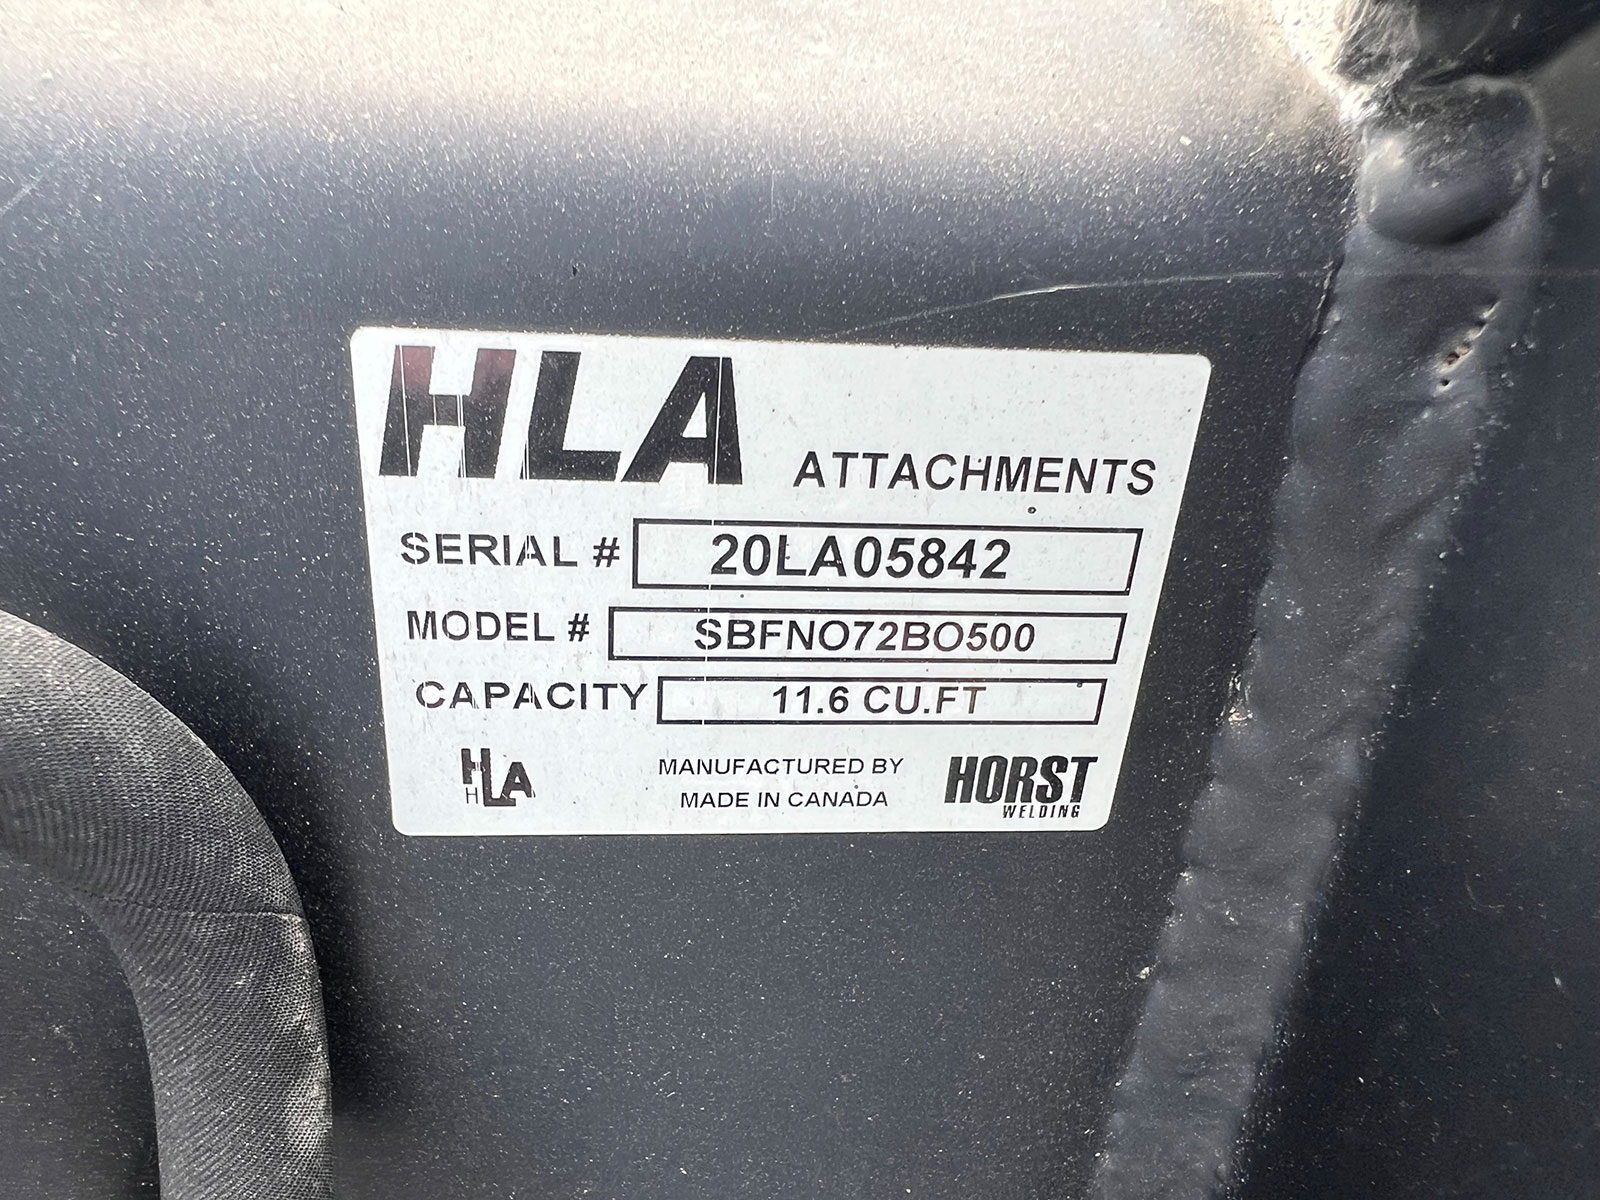 HLA ATTACHMENTS
SERIAL # 20LA05842
MODEL # SBFNO72BO500
CAPACITY 11.6 CU.FT
HLA MANUFACTURED BY HORST
H MADE IN CANADA WELDING